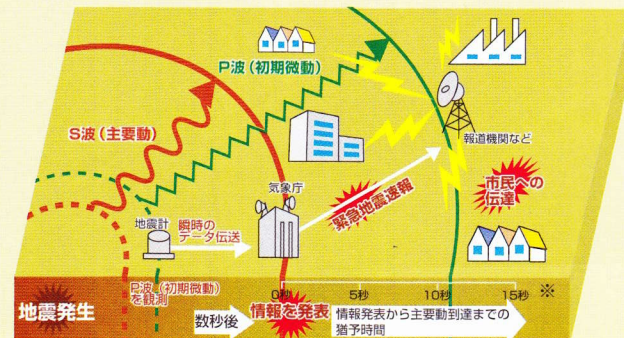 P波(初期微動)
S波(主要動)
報道機関など
気象庁
緊急地震速報
市民への
伝達
地震計
瞬時の
データ伝送
P波(初期微動)
を観測
0秒
5秒
10秒
15秒
※
地震発生
数秒後
情報を発表
情報発表から主要動到達までの
猶予時間